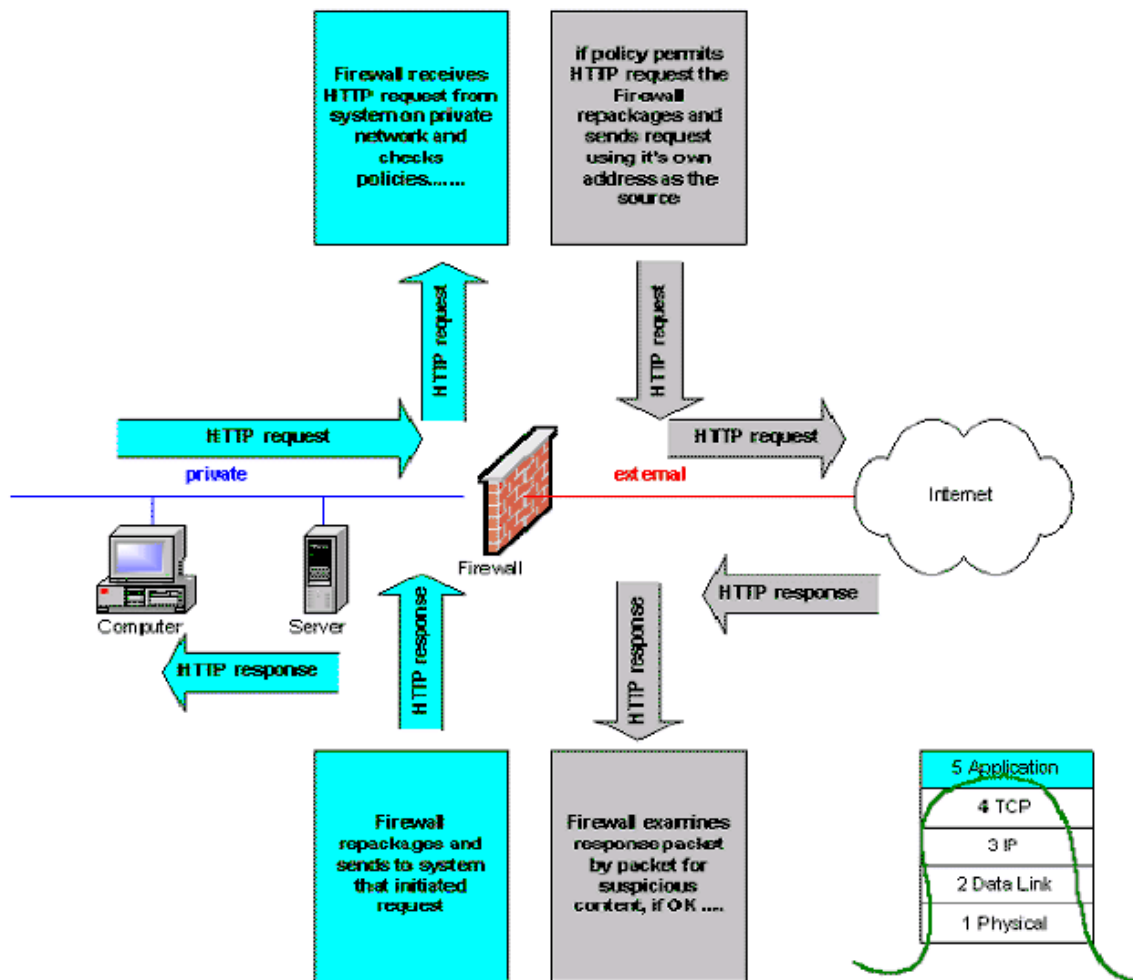 Firewall receives
HTTP request from
system on private
network and
checks
policies.......
if policy permits
HTTP request the
Firewall
repackages and
sends request
using it's own
address as the
source
HTTP request
HTTP request
HTTP request
HTTP request
private
external
Internet
Firewall
Computer
Server
HTTP response
HTTP response
HTTP response
HTTP response
Firewall
repackages and
sends to system
that initiated
request
Firewall examines
response packet
by packet for
suspicious
content, if OK ....
5 Application
4 TCP
3 IP
2 Data Link
1 Physical